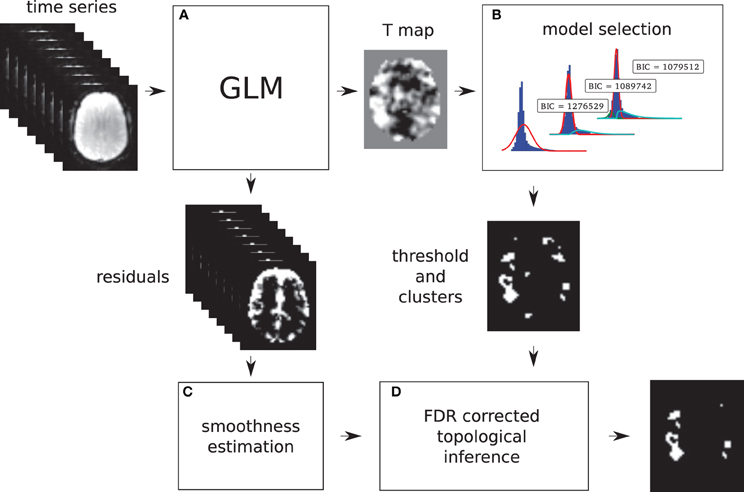 time series
A
GLM
T map
B
model selection
BIC = 1079512
BIC = 1089742
BIC = 1276529
residuals
threshold
and
clusters
C
smoothness
estimation
D
FDR corrected
topological
inference